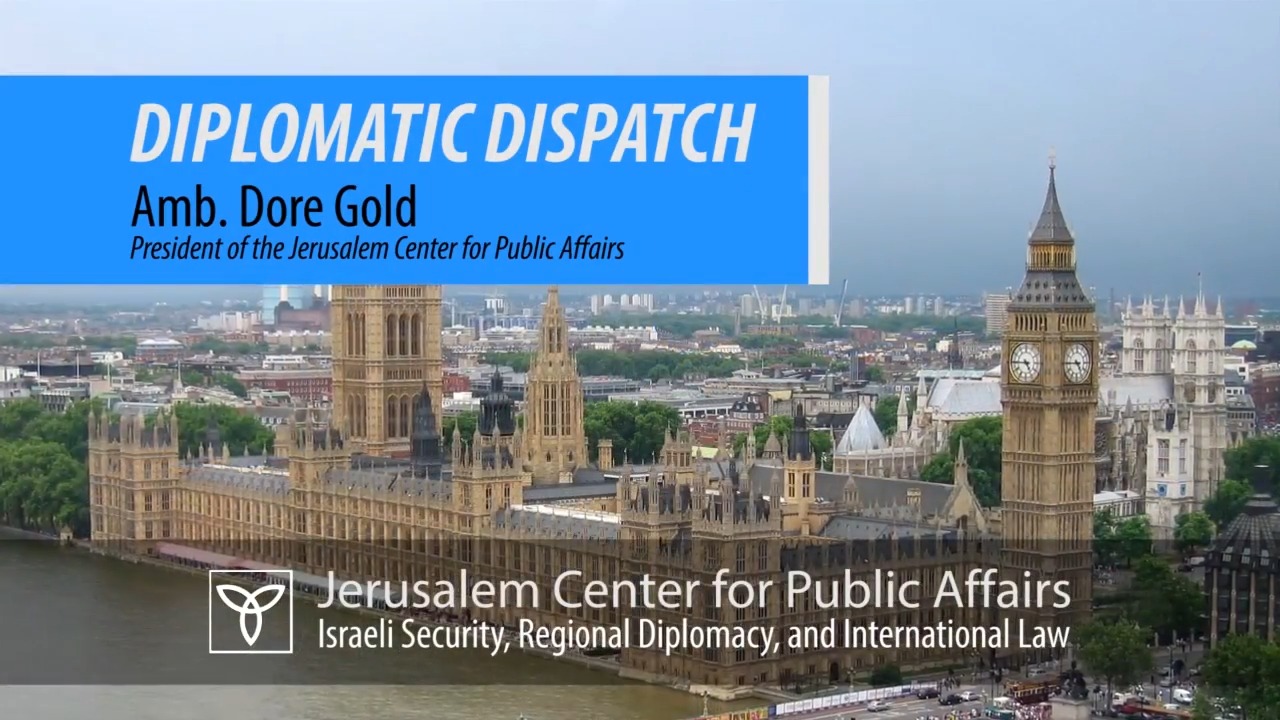 DIPLOMATIC DISPATCH
Amb. Dore Gold
President of the Jerusalem Center for Public Affairs
Jerusalem Center for Public Affairs
Israeli Security, Regional Diplomacy, and International Law